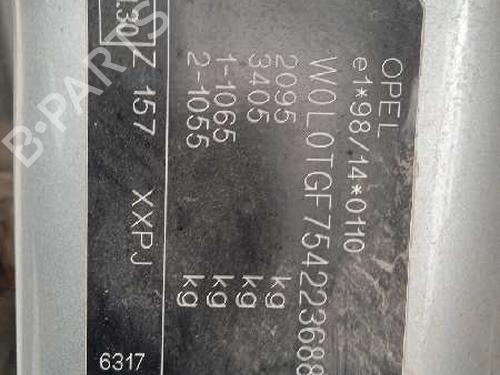 OPEL
e1*98/14*0110
W0L0TGF75422368
2095 kg
3405 kg
1-1065 kg
2-1055 kg
Z 157 XXPJ
6317
B-PARTS